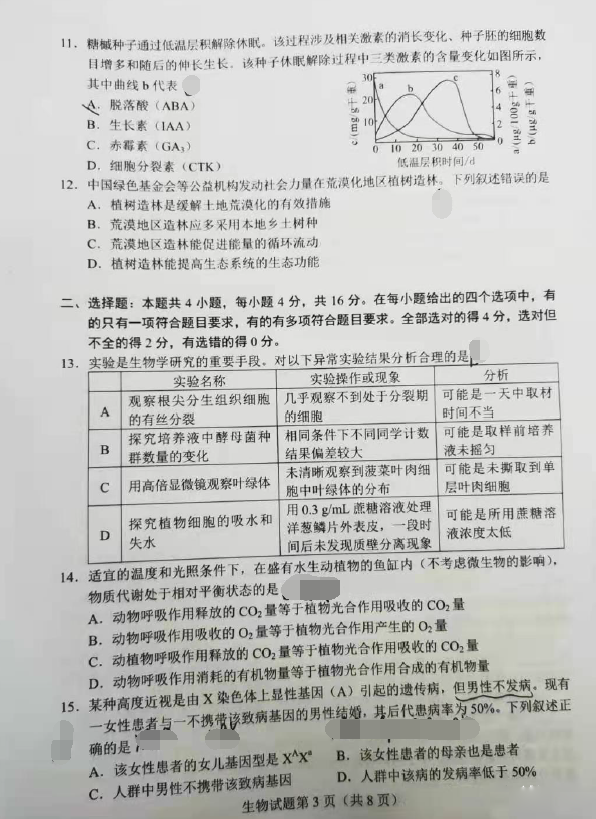 11. 糖槭种子通过低温层积解除休眠。该过程涉及相关激素的消长变化、种子胚的细胞数
目增多和随后的伸长生长。该种子休眠解除过程中三类激素的含量变化如图所示,
其中曲线 b 代表
A. 脱落酸(ABA)
B. 生长素(IAA)
C. 赤霉素(GA3)
D. 细胞分裂素(CTK)
30
20
10
a
b
c
8
6
4
2
0
0 10 20 30 40 50
低温层积时间/d
12. 中国绿色基金会等公益机构发动社会力量在荒漠化地区植树造林。下列叙述错误的是
A. 植树造林是缓解土地荒漠化的有效措施
B. 荒漠地区造林应多采用本地乡土树种
C. 荒漠地区造林能促进能量的循环流动
D. 植树造林能提高生态系统的生态功能
二、选择题:本题共 4 小题,每小题 4 分,共 16 分。在每小题给出的四个选项中,有
的只有一项符合题目要求,有的有多项符合题目要求。全部选对的得 4 分,选对但
不全的得 2 分,有选错的得 0 分。
13. 实验是生物学研究的重要手段。对以下异常实验结果分析合理的是
实验名称 实验操作或现象 分析
A 观察根尖分生组织细胞的有丝分裂 几乎观察不到处于分裂期的细胞 可能是一天中取材时间不当
B 探究培养液中酵母菌种群数量的变化 相同条件下不同同学计数结果偏差较大 可能是取样前培养液未摇匀
C 用高倍显微镜观察叶绿体 未清晰观察到菠菜叶肉细胞中叶绿体的分布 可能是未撕取到单层叶肉细胞
D 探究植物细胞的吸水和失水 用 0.3 g/mL 蔗糖溶液处理洋葱鳞片外表皮,一段时间后未发现质壁分离现象 可能是所用蔗糖溶液浓度太低
14. 适宜的温度和光照条件下,在盛有水生动植物的鱼缸内(不考虑微生物的影响),
物质代谢处于相对平衡状态的是
A. 动物呼吸作用释放的 CO2 量等于植物光合作用吸收的 CO2 量
B. 动物呼吸作用吸收的 O2 量等于植物光合作用产生的 O2 量
C. 动植物呼吸作用释放的 CO2 量等于植物光合作用吸收的 CO2 量
D. 动物呼吸作用消耗的有机物量等于植物光合作用合成的有机物量
15. 某种高度近视是由 X 染色体上显性基因(A)引起的遗传病,但男性不发病。现有
一女性患者与一不携带该致病基因的男性结婚,其后代患病率为 50%。下列叙述正
确的是
A. 该女性患者的女儿基因型是 XAXa B. 该女性患者的母亲也是患者
C. 人群中男性不携带该致病基因 D. 人群中该病的发病率低于 50%
生物试题第 3 页(共 8 页)